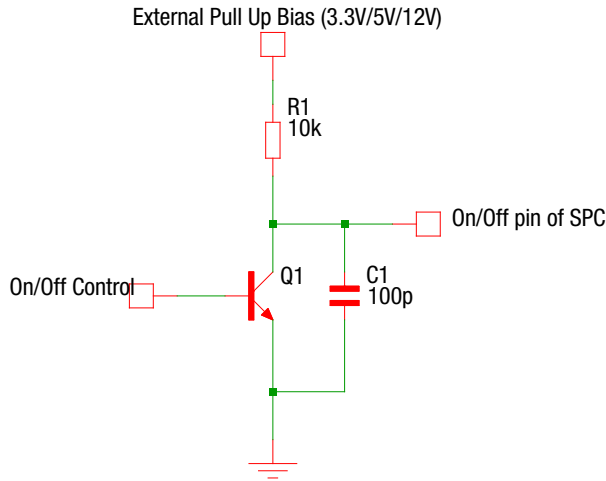 External Pull Up Bias (3.3V/5V/12V)
R1
10k
On/Off pin of SPC
On/Off Control
Q1
C1
100p